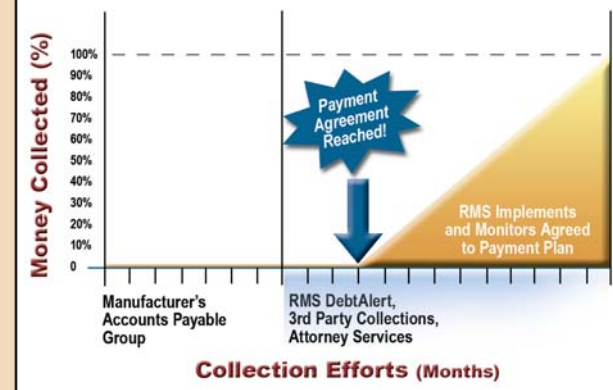 Money Collected (%)
100%
90%
80%
70%
60%
50%
40%
30%
20%
10%
0
Payment
Agreement
Reached!
RMS Implements
and Monitors Agreed
to Payment Plan
Manufacturer's
Accounts Payable
Group
RMS DebtAlert,
3rd Party Collections,
Attorney Services
Collection Efforts (Months)